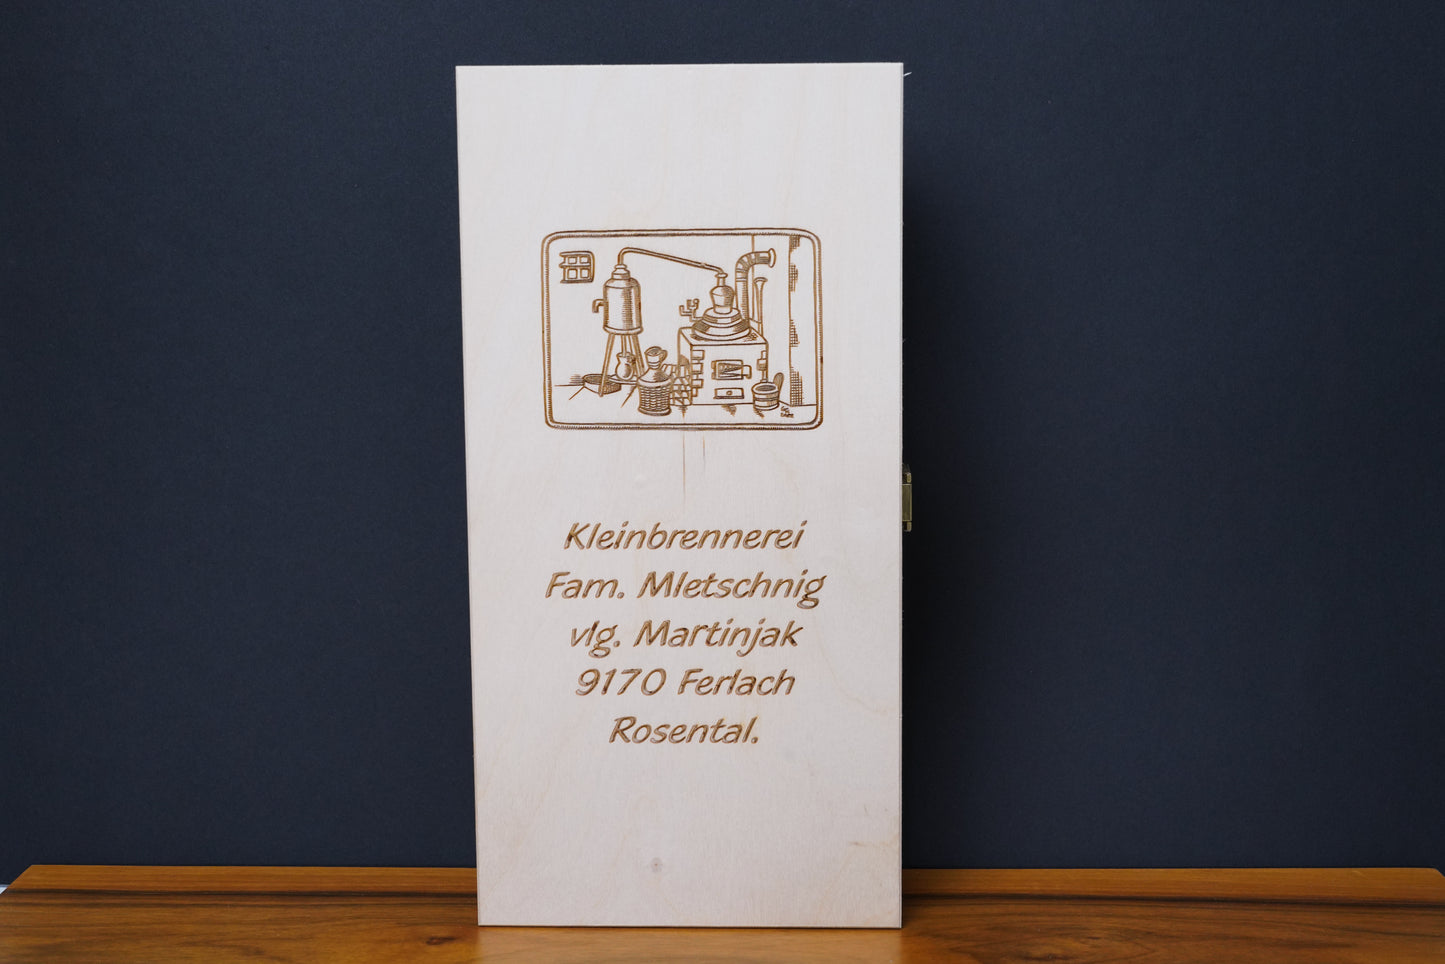 Kleinbrennerei
Fam. Mletschnig
vlg. Martinjak
9170 Ferlach
Rosental.